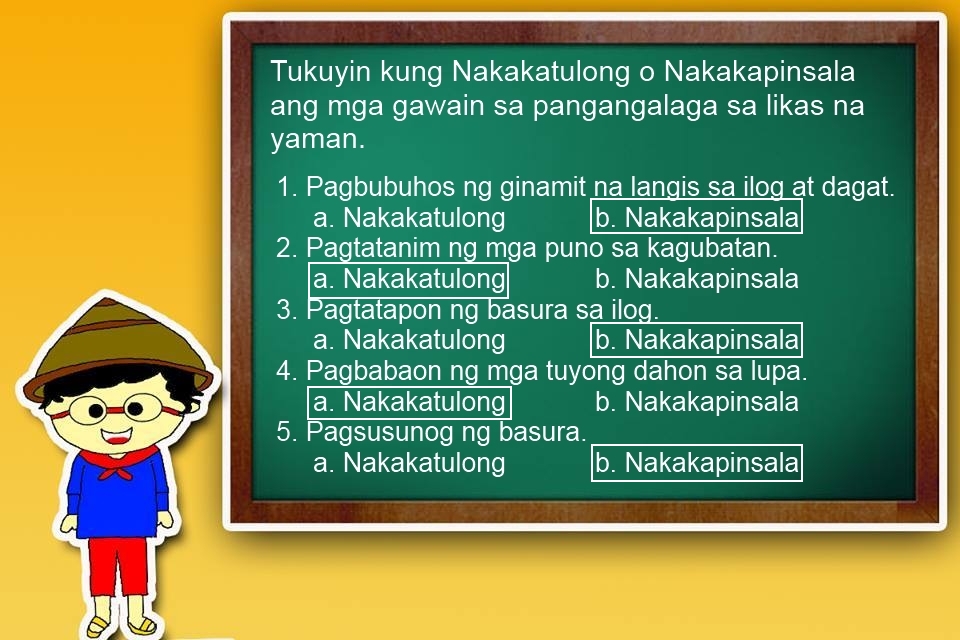 Tukuyin kung Nakakatulong o Nakakapinsala
ang mga gawain sa pangangalaga sa likas na
yaman.
1. Pagbubuhos ng ginamit na langis sa ilog at dagat.
a. Nakakatulong b. Nakakapinsala
2. Pagtatanim ng mga puno sa kagubatan.
a. Nakakatulong b. Nakakapinsala
3. Pagtatapon ng basura sa ilog.
a. Nakakatulong b. Nakakapinsala
4. Pagbabaon ng mga tuyong dahon sa lupa.
a. Nakakatulong b. Nakakapinsala
5. Pagsusunog ng basura.
a. Nakakatulong b. Nakakapinsala